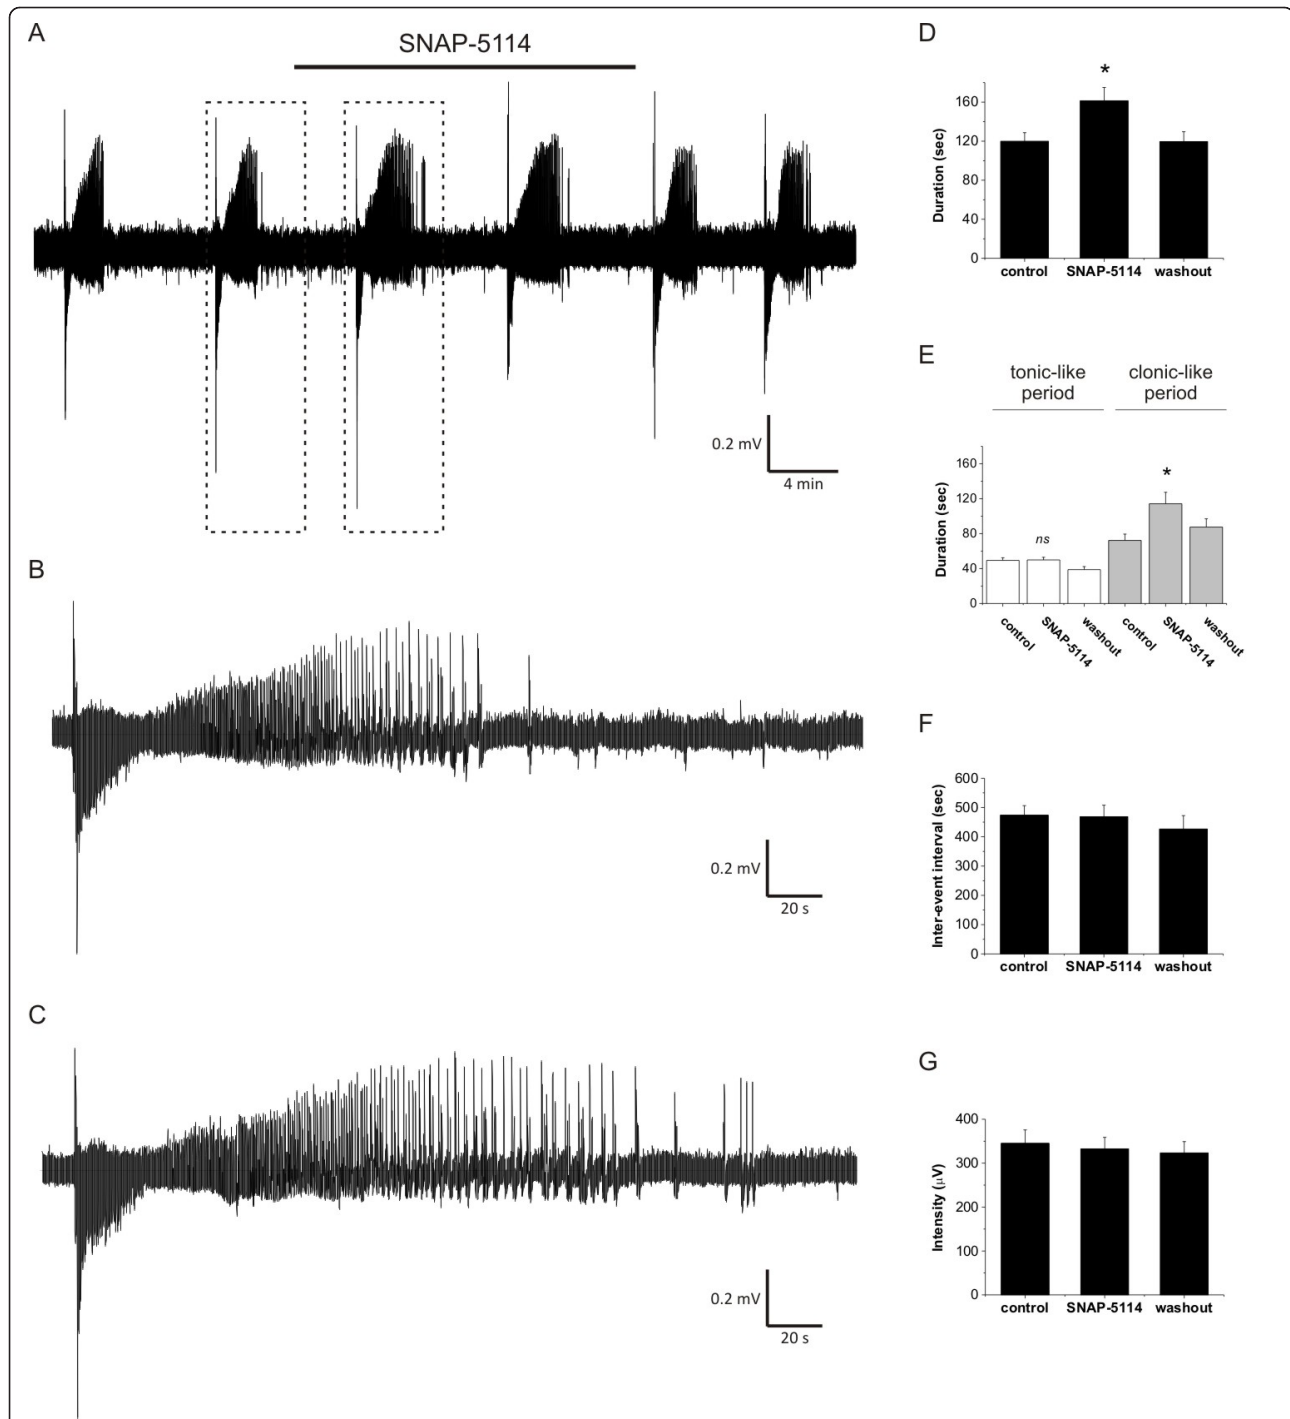 A
SNAP-5114
0.2 mV
4 min
B
0.2 mV
20 s
C
0.2 mV
20 s
D
*
Duration (sec)
160
120
80
40
0
control SNAP-5114 washout
E
tonic-like period
clonic-like period
Duration (sec)
160
120
80
40
0
ns
*
control
SNAP-5114
washout
control
SNAP-5114
washout
F
Inter-event interval (sec)
600
500
400
300
200
100
0
control SNAP-5114 washout
G
Intensity (µV)
400
300
200
100
0
control SNAP-5114 washout